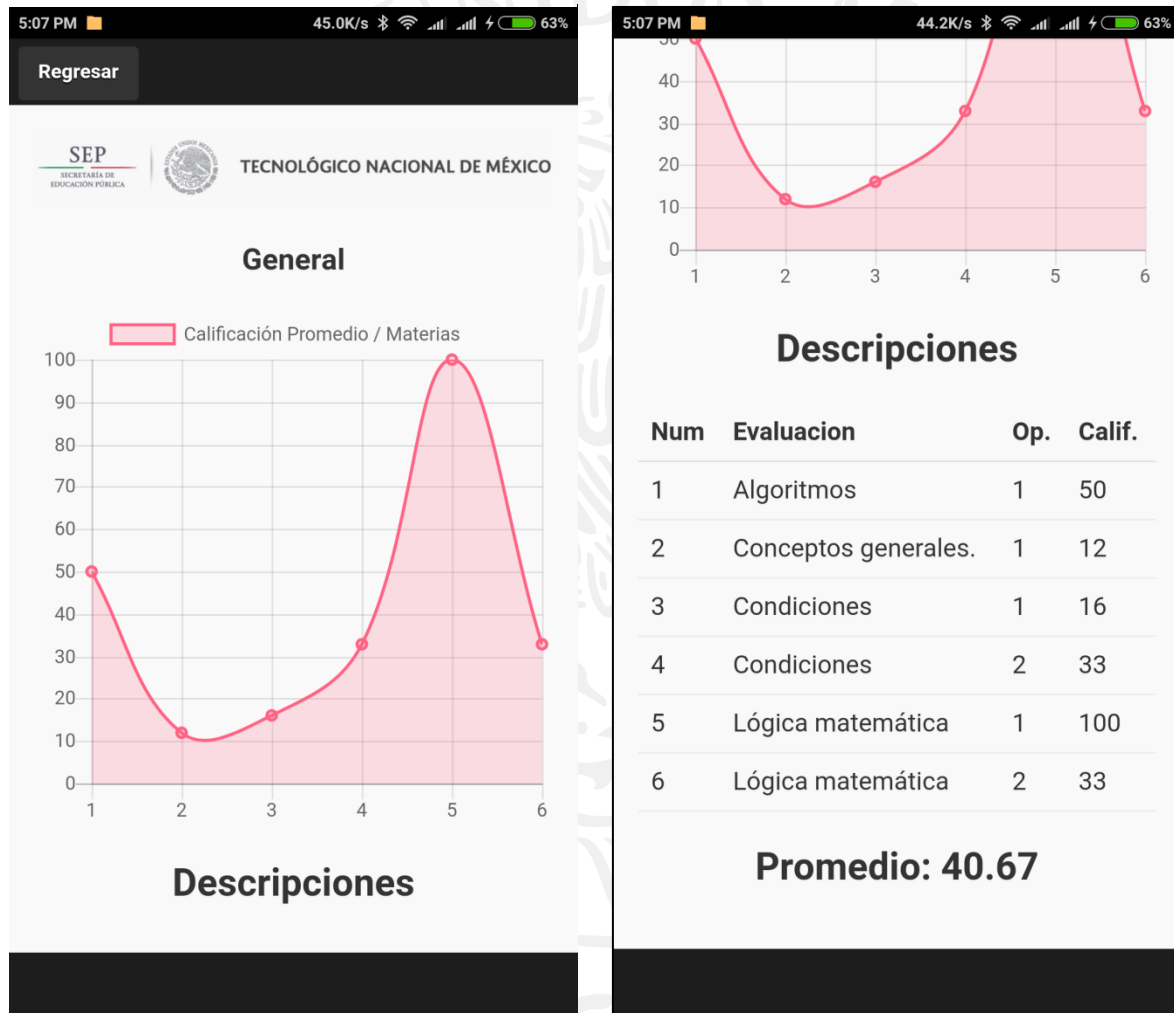 5:07 PM 45.0K/s 63%
Regresar
SEP
SECRETARÍA DE
EDUCACIÓN PÚBLICA
TECNOLÓGICO NACIONAL DE MÉXICO
General
Calificación Promedio / Materias
100
90
80
70
60
50
40
30
20
10
0
1 2 3 4 5 6
Descripciones
5:07 PM 44.2K/s 63%
50
40
30
20
10
0
1 2 3 4 5 6
Descripciones
Num Evaluacion Op. Calif.
1 Algoritmos 1 50
2 Conceptos generales. 1 12
3 Condiciones 1 16
4 Condiciones 2 33
5 Lógica matemática 1 100
6 Lógica matemática 2 33
Promedio: 40.67